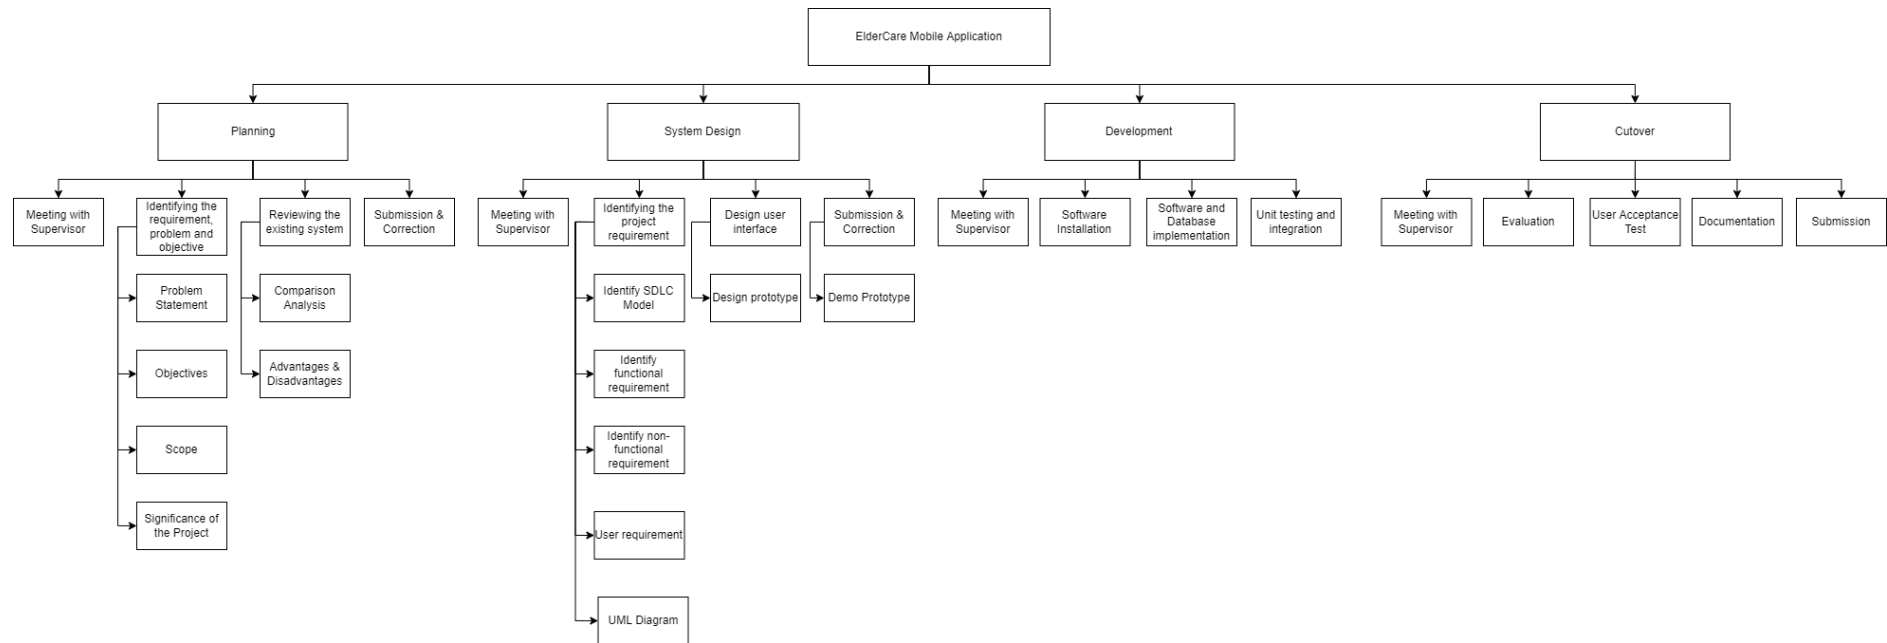 ElderCare Mobile Application
Planning
System Design
Development
Cutover
Meeting with
Supervisor
Identifying the
requirement,
problem and
objective
Reviewing the
existing system
Submission &
Correction
Meeting with
Supervisor
Identifying the
project
requirement
Design user
interface
Submission &
Correction
Meeting with
Supervisor
Software
Installation
Software and
Database
implementation
Unit testing and
integration
Meeting with
Supervisor
Evaluation
User Acceptance
Test
Documentation
Submission
Problem
Statement
Comparison
Analysis
Identify SDLC
Model
Design prototype
Demo Prototype
Objectives
Advantages &
Disadvantages
Identify
functional
requirement
Scope
Identify non-
functional
requirement
Significance of
the Project
User requirement
UML Diagram